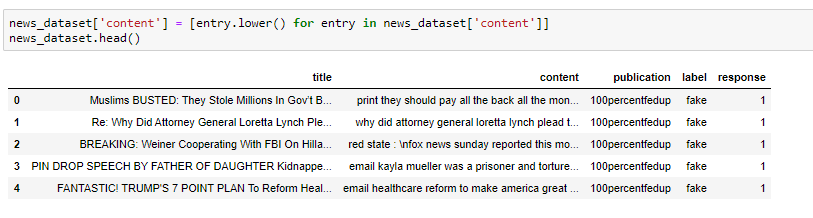 news_dataset['content'] = [entry.lower() for entry in news_dataset['content']]
news_dataset.head()
title content publication label response
0 Muslims BUSTED: They Stole Millions In Gov't B... print they should pay all the back all the mon... 100percentfedup fake 1
1 Re: Why Did Attorney General Loretta Lynch Ple... why did attorney general loretta lynch plead t... 100percentfedup fake 1
2 BREAKING: Weiner Cooperating With FBI On Hilla... red state : \nfox news sunday reported this mo... 100percentfedup fake 1
3 PIN DROP SPEECH BY FATHER OF DAUGHTER Kidnappe... email kayla mueller was a prisoner and torture... 100percentfedup fake 1
4 FANTASTIC! TRUMP'S 7 POINT PLAN To Reform Heal... email healthcare reform to make america great ... 100percentfedup fake 1